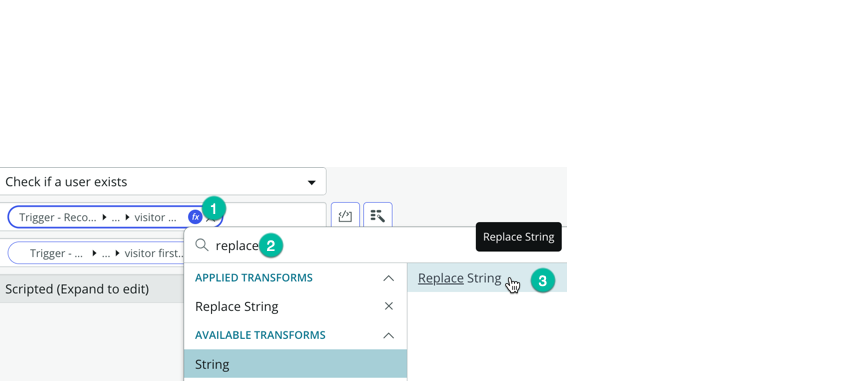 Check if a user exists
Trigger - Reco... ▸ ... ▸ visitor ... fx 1
replace 2
Replace String
Trigger - ... ▸ ... ▸ visitor first...
APPLIED TRANSFORMS
Replace String 3
Scripted (Expand to edit)
Replace String
AVAILABLE TRANSFORMS
String